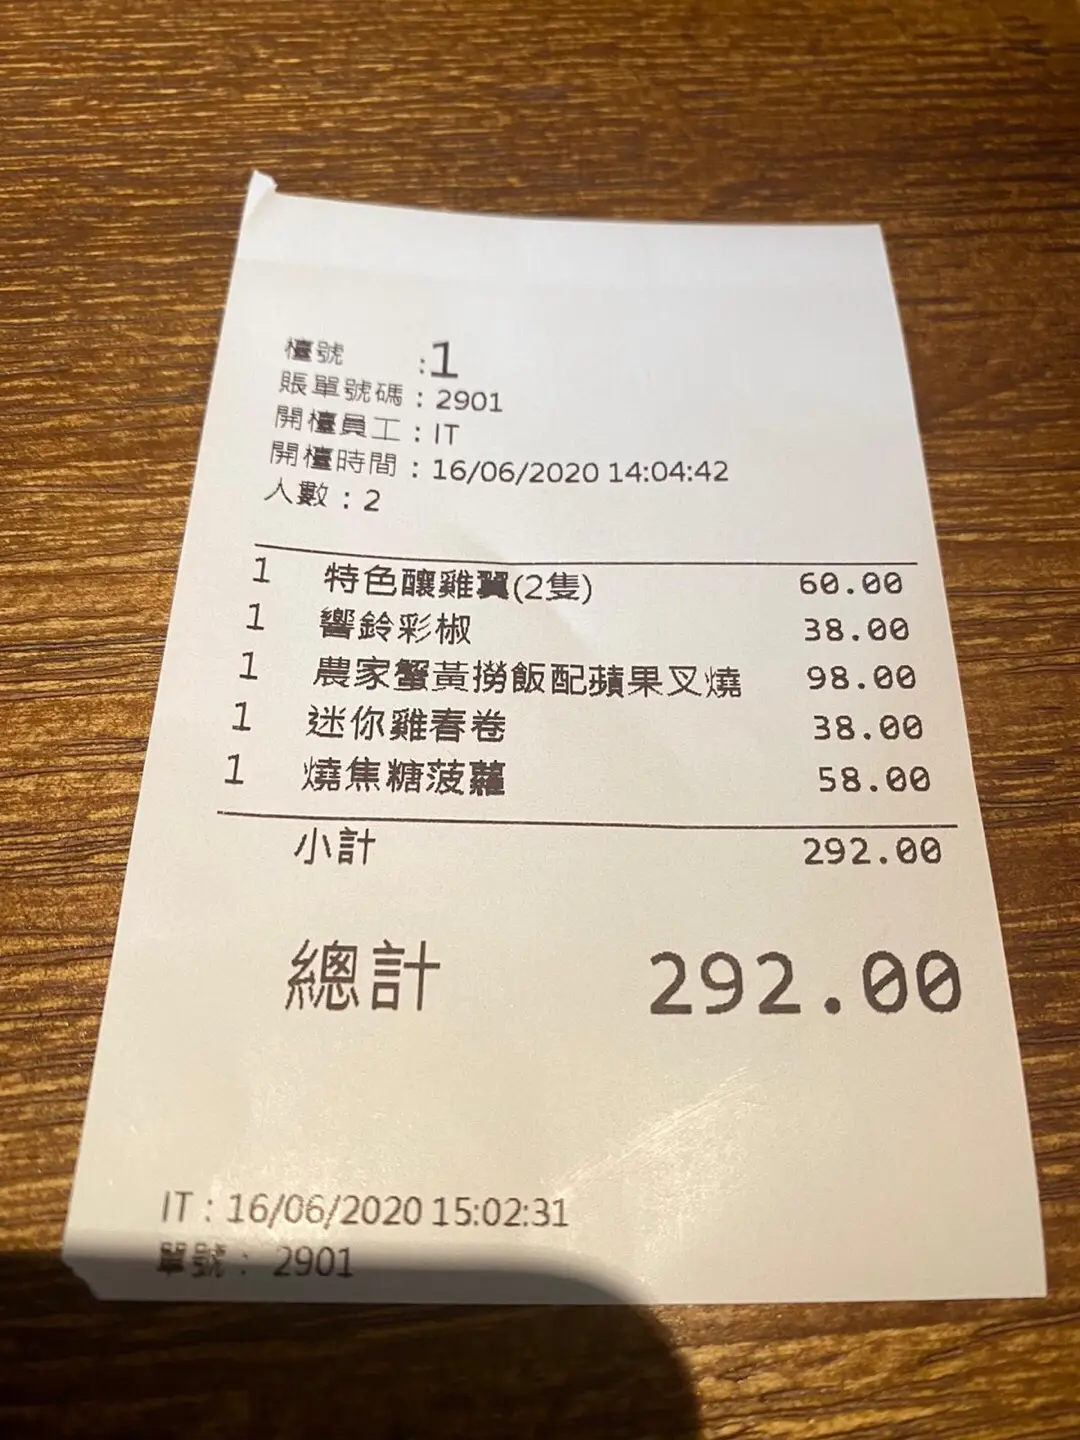 檯號 :1
賬單號碼 : 2901
開檯員工 : IT
開檯時間 : 16/06/2020 14:04:42
人數 : 2
1 特色釀雞翼(2隻) 60.00
1 響鈴彩椒 38.00
1 農家蟹黃撈飯配蘋果叉燒 98.00
1 迷你雞春卷 38.00
1 燒焦糖菠蘿 58.00
小計 292.00
總計 292.00
IT : 16/06/2020 15:02:31
單號 : 2901